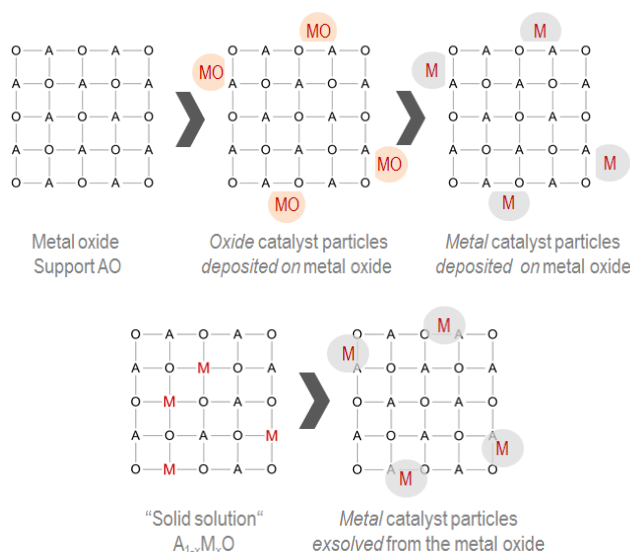 O A O A O
A O A O A
O A O A O
A O A O A
O A O A O
Metal oxide
Support AO
MO
O A O A O
MO
A O A O A
O A O A O
A O A O A
MO
O A O A O
MO
Oxide catalyst particles
deposited on metal oxide
M
O A O A O
M
A O A O A
O A O A O
A O A O A
M
O A O A O
M
Metal catalyst particles
deposited on metal oxide
O A O A O
A O M O A
O M O A O
A O A O M
O M O A O
"Solid solution"
A1-xMxO
M
O A O A O
M
A O A O A
O A O A O
A O A O A
M
O A O A O
M
Metal catalyst particles
exsolved from the metal oxide